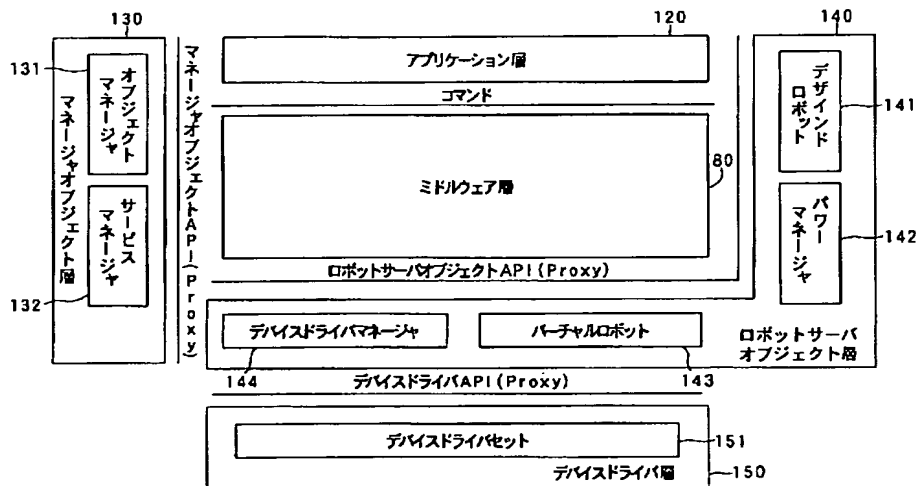 130
120
140
131
オブジェクト
マネージャ
132
サービス
マネージャ
マネージャオブジェクト層
マネージャオブジェクトAPI(Proxy)
アプリケーション層
コマンド
ミドルウェア層
80
ロボットサーバオブジェクトAPI(Proxy)
デザインド
ロボット
141
パワー
マネージャ
142
デバイスドライバマネージャ
バーチャルロボット
ロボットサーバ
オブジェクト層
144
デバイスドライバAPI(Proxy)
143
デバイスドライバセット
151
デバイスドライバ層
150